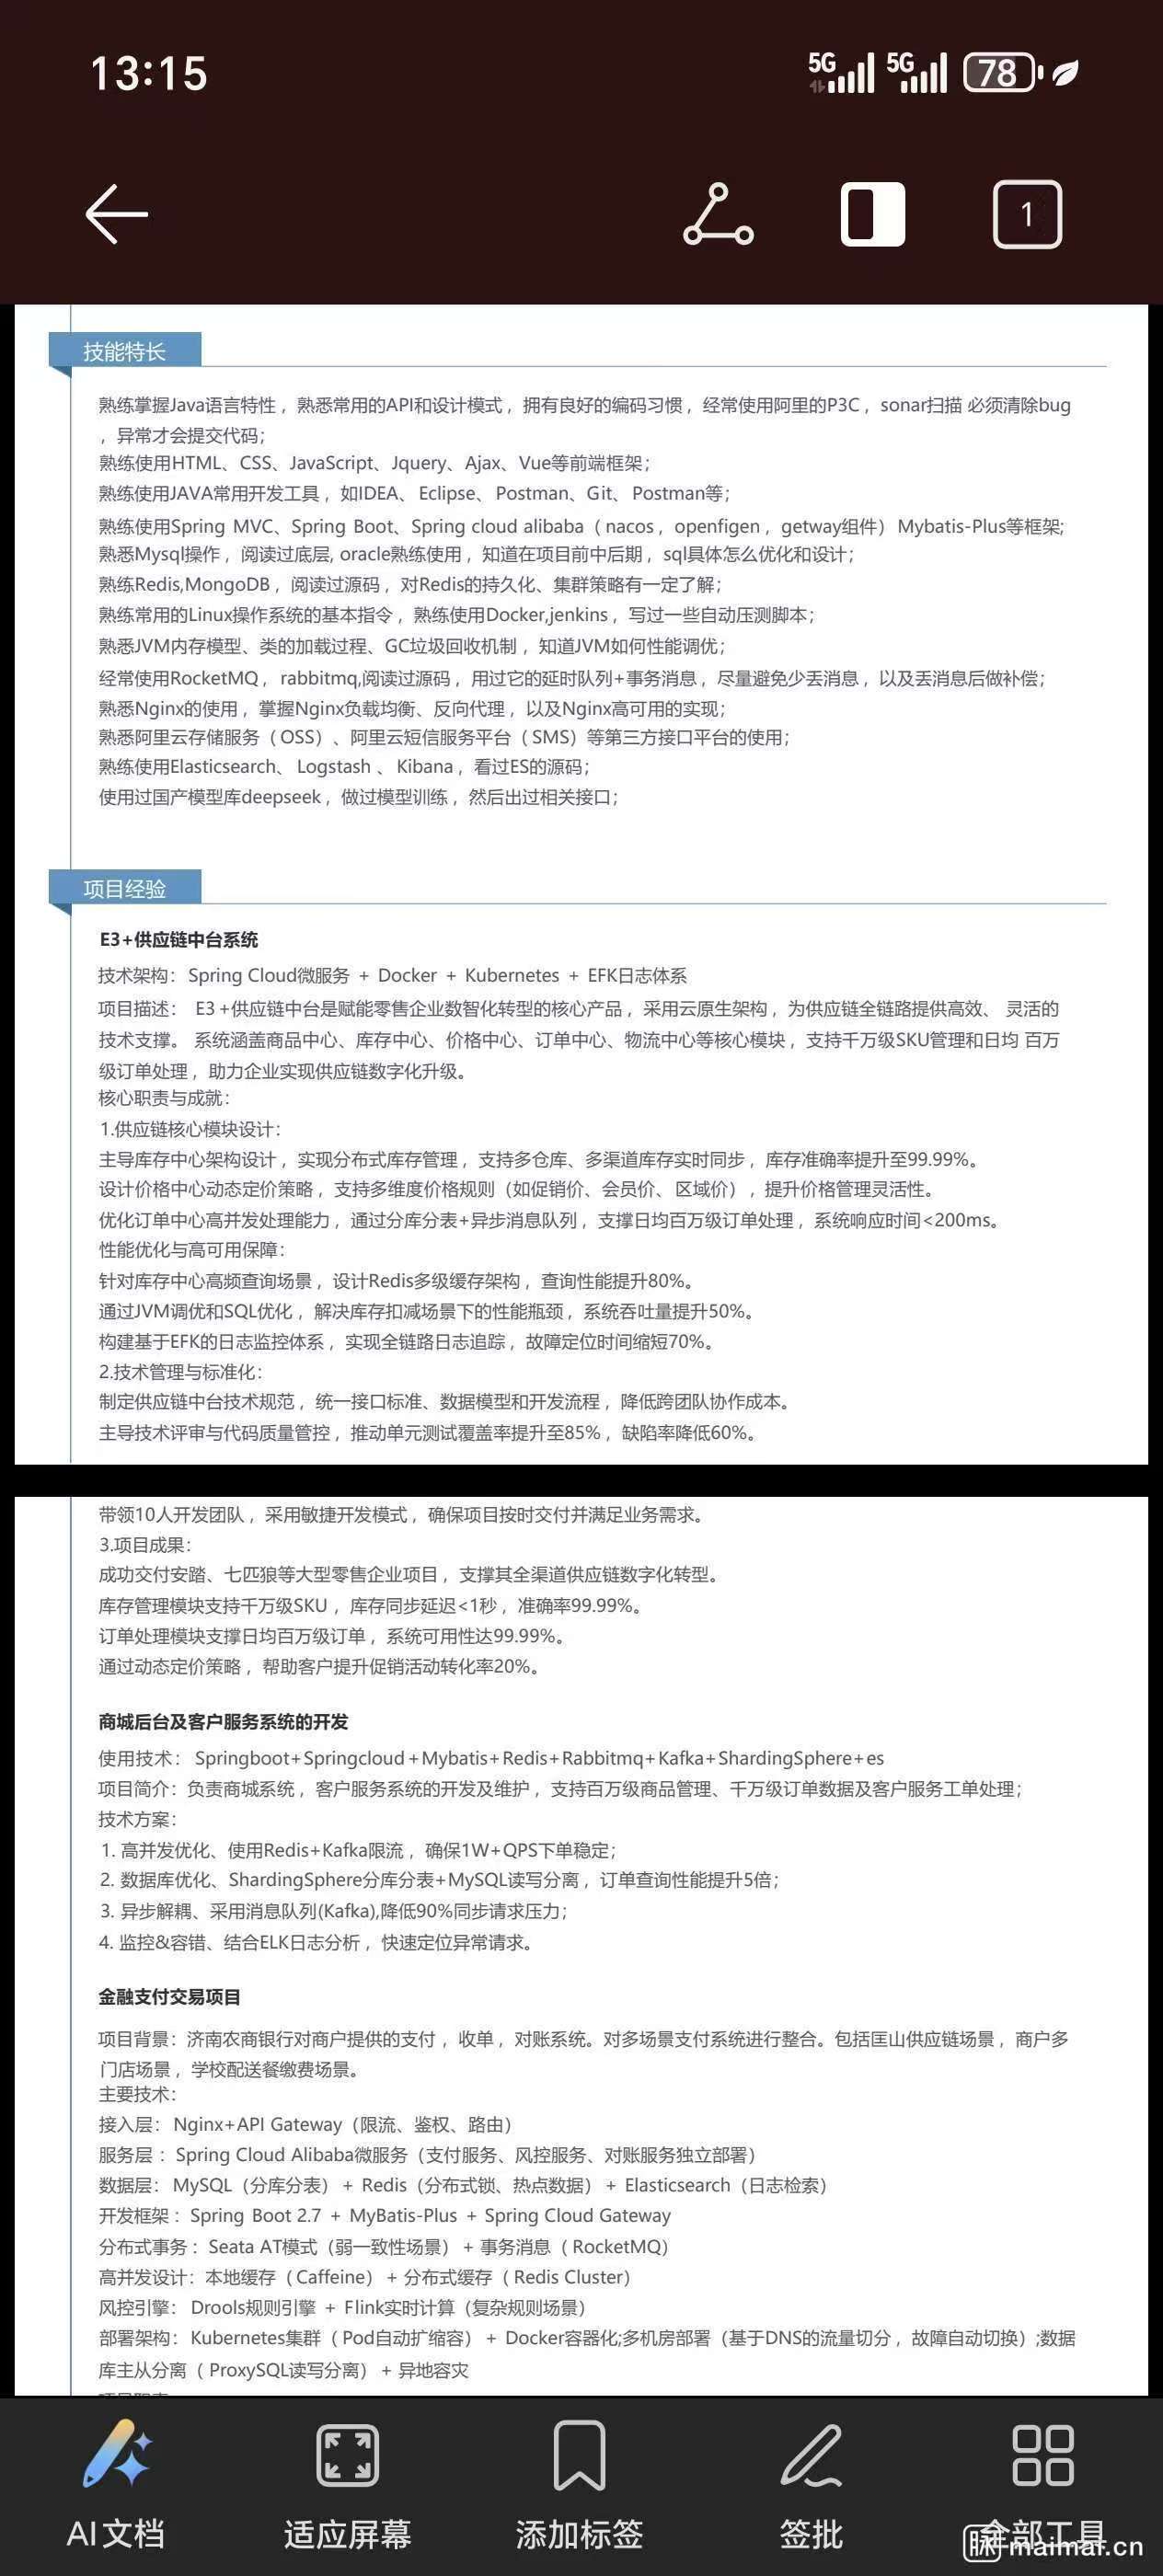 13:15
5G 5G 78
1
技能特长
熟练掌握Java语言特性，熟悉常用的API和设计模式，拥有良好的编码习惯，经常使用阿里的P3C，sonar扫描 必须清除bug
，异常才会提交代码；
熟练使用HTML、CSS、JavaScript、Jquery、Ajax、Vue等前端框架；
熟练使用JAVA常用开发工具，如IDEA、Eclipse、Postman、Git、Postman等；
熟练使用Spring MVC、Spring Boot、Spring cloud alibaba（nacos，openfigen，getway组件）Mybatis-Plus等框架;
熟悉Mysql操作，阅读过底层, oracle熟练使用，知道在项目前中后期，sql具体怎么优化和设计；
熟练Redis,MongoDB，阅读过源码，对Redis的持久化、集群策略有一定了解；
熟练常用的Linux操作系统的基本指令，熟练使用Docker,jenkins，写过一些自动压测脚本；
熟悉JVM内存模型、类的加载过程、GC垃圾回收机制，知道JVM如何性能调优；
经常使用RocketMQ，rabbitmq,阅读过源码，用过它的延时队列+事务消息，尽量避免少丢消息，以及丢消息后做补偿；
熟悉Nginx的使用，掌握Nginx负载均衡、反向代理，以及Nginx高可用的实现；
熟悉阿里云存储服务（OSS）、阿里云短信服务平台（SMS）等第三方接口平台的使用；
熟练使用Elasticsearch、Logstash 、Kibana，看过ES的源码；
使用过国产模型库deepseek，做过模型训练，然后出过相关接口；
项目经验
E3+供应链中台系统
技术架构：Spring Cloud微服务 + Docker + Kubernetes + EFK日志体系
项目描述： E3+供应链中台是赋能零售企业数智化转型的核心产品，采用云原生架构，为供应链全链路提供高效、 灵活的
技术支撑。 系统涵盖商品中心、库存中心、价格中心、订单中心、物流中心等核心模块，支持千万级SKU管理和日均 百万
级订单处理，助力企业实现供应链数字化升级。
核心职责与成就：
1.供应链核心模块设计：
主导库存中心架构设计，实现分布式库存管理，支持多仓库、多渠道库存实时同步，库存准确率提升至99.99%。
设计价格中心动态定价策略，支持多维度价格规则（如促销价、会员价、区域价），提升价格管理灵活性。
优化订单中心高并发处理能力，通过分库分表+异步消息队列，支撑日均百万级订单处理，系统响应时间<200ms。
性能优化与高可用保障：
针对库存中心高频查询场景，设计Redis多级缓存架构，查询性能提升80%。
通过JVM调优和SQL优化，解决库存扣减场景下的性能瓶颈，系统吞吐量提升50%。
构建基于EFK的日志监控体系，实现全链路日志追踪，故障定位时间缩短70%。
2.技术管理与标准化：
制定供应链中台技术规范，统一接口标准、数据模型和开发流程，降低跨团队协作成本。
主导技术评审与代码质量管控，推动单元测试覆盖率提升至85%，缺陷率降低60%。
带领10人开发团队，采用敏捷开发模式，确保项目按时交付并满足业务需求。
3.项目成果：
成功交付安踏、七匹狼等大型零售企业项目，支撑其全渠道供应链数字化转型。
库存管理模块支持千万级SKU，库存同步延迟<1秒，准确率99.99%。
订单处理模块支撑日均百万级订单，系统可用性达99.99%。
通过动态定价策略，帮助客户提升促销活动转化率20%。
商城后台及客户服务系统的开发
使用技术： Springboot+Springcloud+Mybatis+Redis+Rabbitmq+Kafka+ShardingSphere+es
项目简介：负责商城系统，客户服务系统的开发及维护，支持百万级商品管理、千万级订单数据及客户服务工单处理；
技术方案：
1. 高并发优化、使用Redis+Kafka限流，确保1W+QPS下单稳定；
2. 数据库优化、ShardingSphere分库分表+MySQL读写分离，订单查询性能提升5倍；
3. 异步解耦、采用消息队列(Kafka),降低90%同步请求压力；
4. 监控&容错、结合ELK日志分析，快速定位异常请求。
金融支付交易项目
项目背景：济南农商银行对商户提供的支付，收单，对账系统。对多场景支付系统进行整合。包括匡山供应链场景，商户多
门店场景，学校配送餐缴费场景。
主要技术：
接入层： Nginx+API Gateway（限流、鉴权、路由）
服务层：Spring Cloud Alibaba微服务（支付服务、风控服务、对账服务独立部署）
数据层： MySQL（分库分表）+ Redis（分布式锁、热点数据）+ Elasticsearch（日志检索）
开发框架：Spring Boot 2.7 + MyBatis-Plus + Spring Cloud Gateway
分布式事务：Seata AT模式（弱一致性场景）+ 事务消息（RocketMQ）
高并发设计：本地缓存（Caffeine）+ 分布式缓存（Redis Cluster）
风控引擎： Drools规则引擎 + Flink实时计算（复杂规则场景）
部署架构：Kubernetes集群（Pod自动扩缩容）+ Docker容器化;多机房部署（基于DNS的流量切分，故障自动切换）;数据
库主从分离（ProxySQL读写分离）+ 异地容灾
AI文档
适应屏幕
添加标签
签批
全部工具
脉 maimai.cn